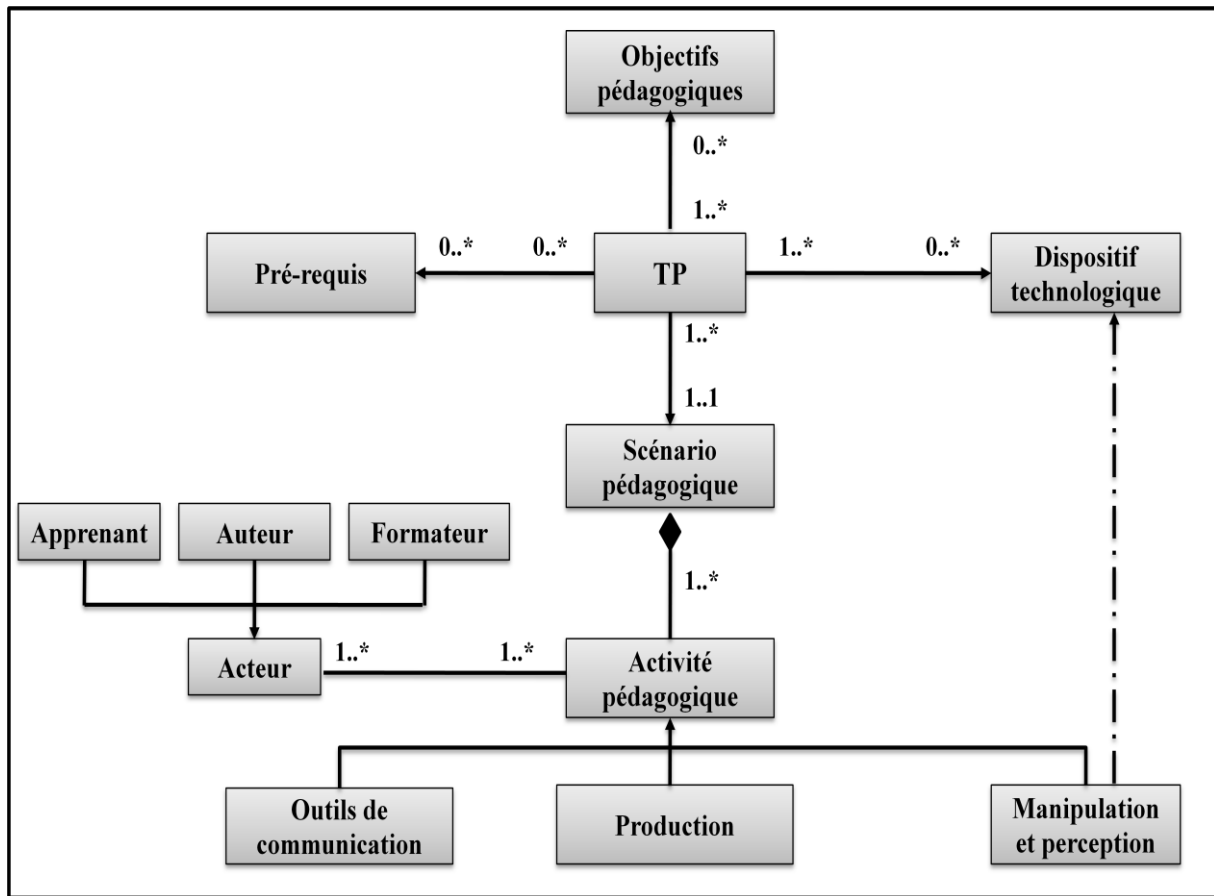 Objectifs
pédagogiques
0..*
1..*
Pré-requis
0..*
0..*
TP
1..*
0..*
Dispositif
technologique
1..*
1..1
Scénario
pédagogique
Apprenant
Auteur
Formateur
1..*
Acteur
1..*
1..*
Activité
pédagogique
Outils de
communication
Production
Manipulation
et perception